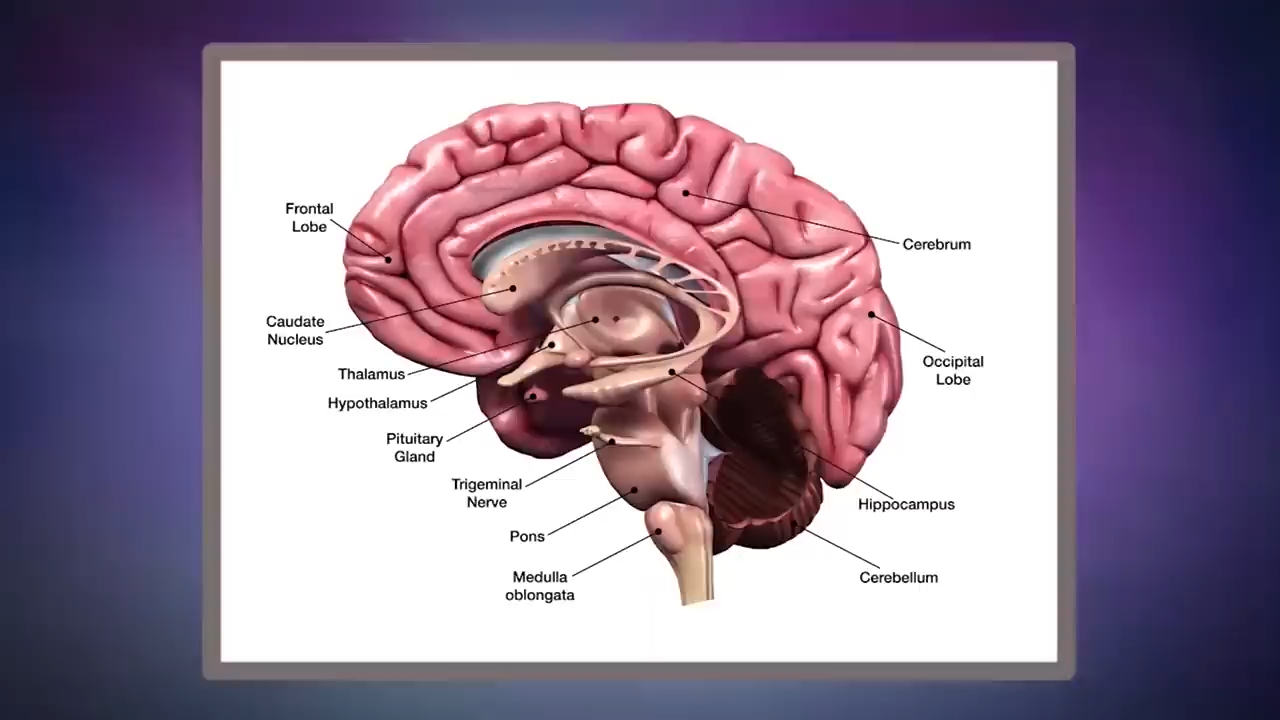 Frontal
Lobe
Caudate
Nucleus
Thalamus
Hypothalamus
Pituitary
Gland
Trigeminal
Nerve
Pons
Medulla
oblongata
Cerebrum
Occipital
Lobe
Hippocampus
Cerebellum